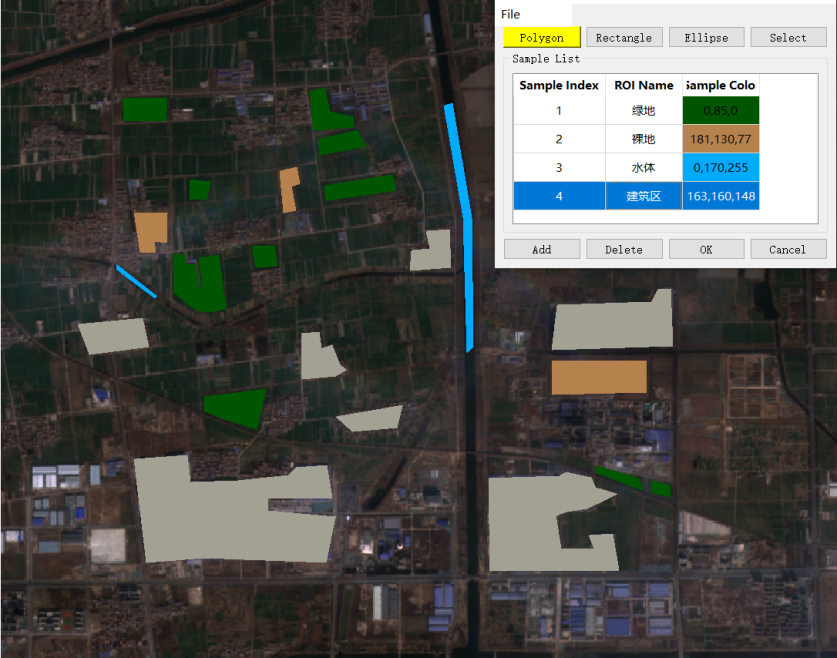 File
Polygon Rectangle Ellipse Select
Sample List
Sample Index ROI Name Sample Colo
1 绿地 0,85,0
2 裸地 181,130,77
3 水体 0,170,255
4 建筑区 163,160,148
Add Delete OK Cancel